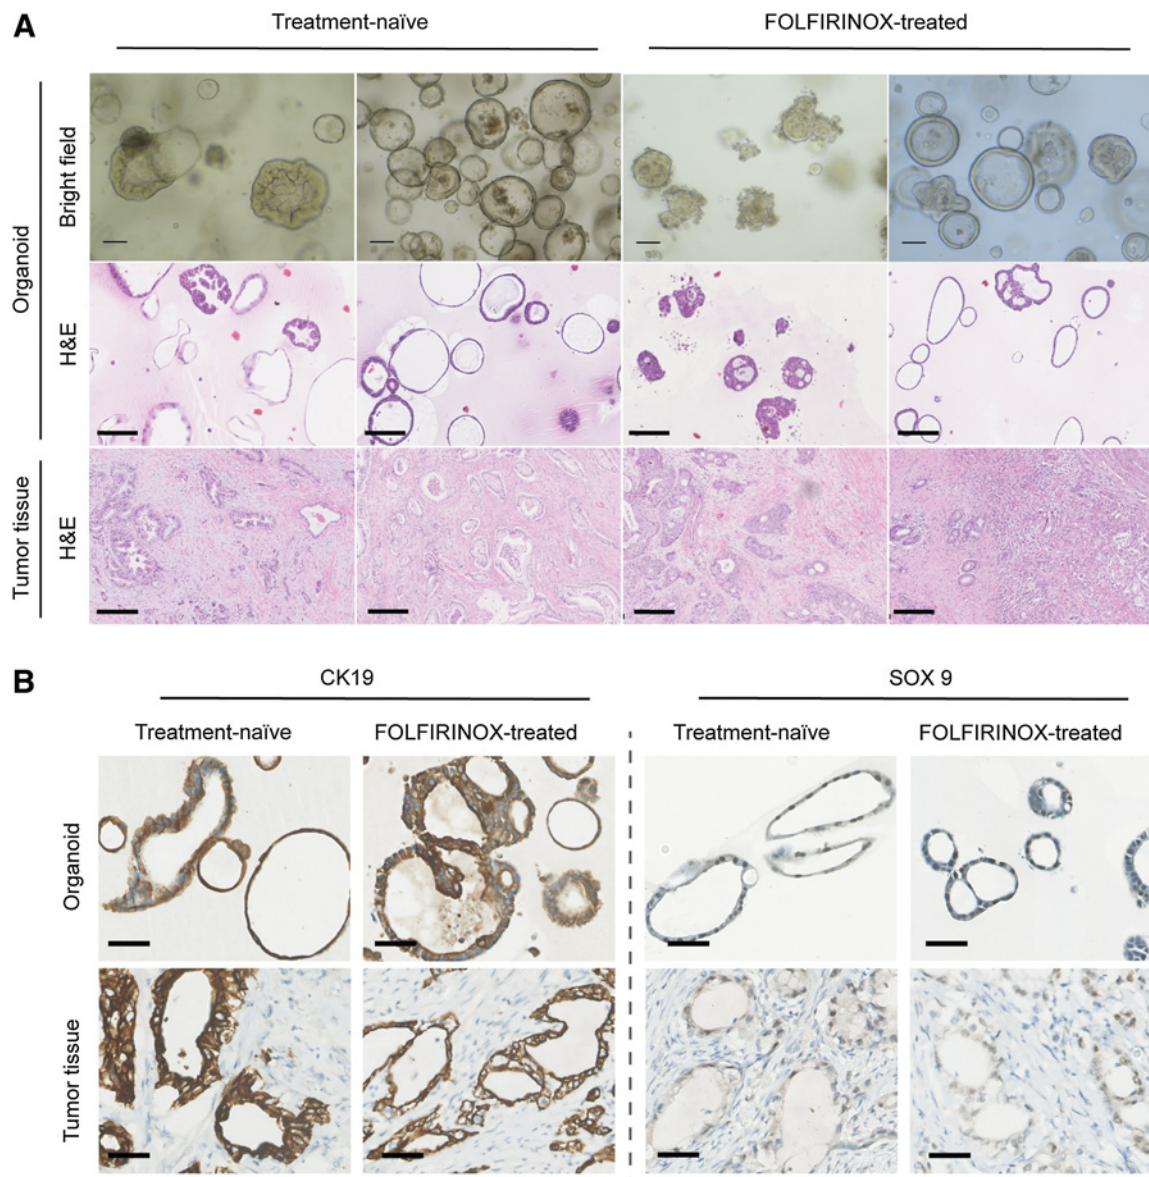 A
Treatment-naïve
FOLFIRINOX-treated
Organoid
Bright field
H&E
Tumor tissue
H&E
B
CK19
SOX 9
Treatment-naïve
FOLFIRINOX-treated
Treatment-naïve
FOLFIRINOX-treated
Organoid
Tumor tissue